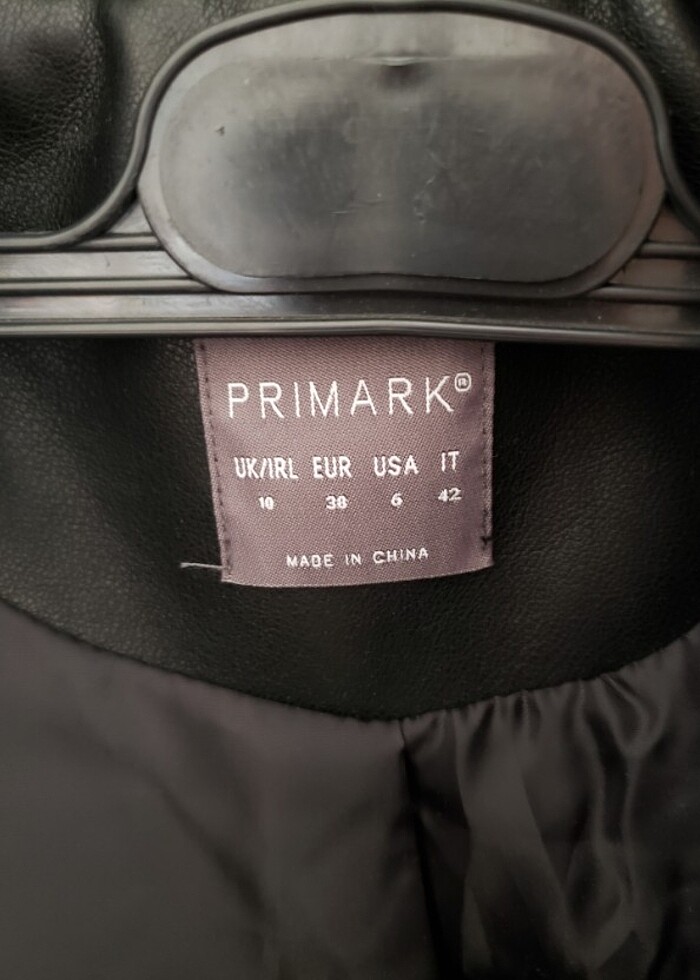 PRIMARK®
UK/IRL EUR USA IT
10 38 6 42
MADE IN CHINA